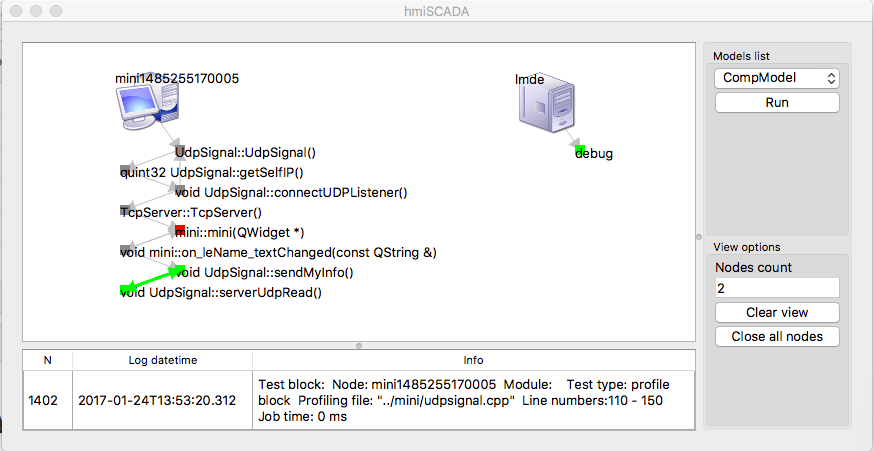 hmiSCADA
mini1485255170005
lmde
UdpSignal::UdpSignal()
debug
quint32 UdpSignal::getSelfIP()
void UdpSignal::connectUDPListener()
TcpServer::TcpServer()
mini::mini(QWidget *)
void mini::on_leName_textChanged(const QString &)
void UdpSignal::sendMyInfo()
void UdpSignal::serverUdpRead()
Models list
CompModel
Run
View options
Nodes count
2
Clear view
Close all nodes
N Log datetime Info
1402 2017-01-24T13:53:20.312
Test block: Node: mini1485255170005 Module: Test type: profile
block Profiling file: "../mini/udpsignal.cpp" Line numbers:110 - 150
Job time: 0 ms